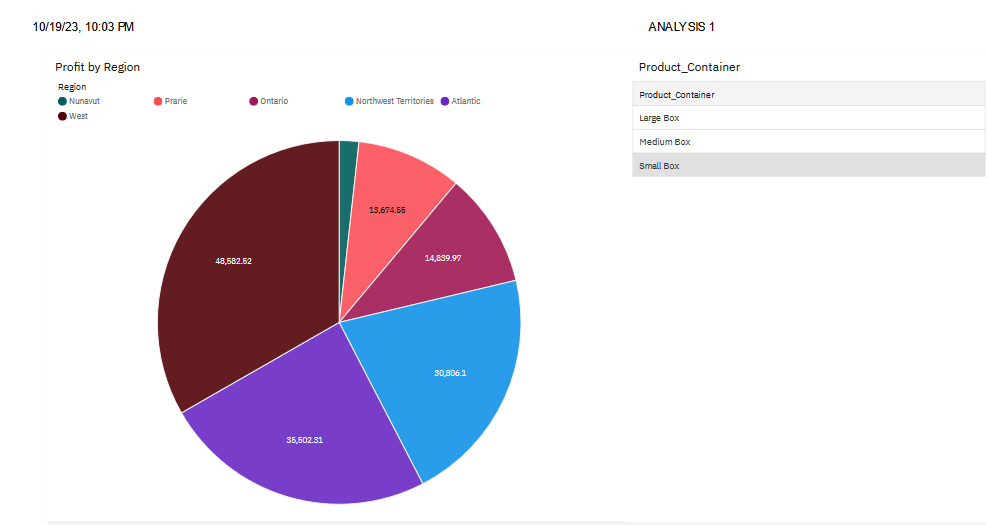 10/19/23, 10:03 PM
ANALYSIS 1
Profit by Region
Region
Nunavut
Prarie
Ontario
Northwest Territories
Atlantic
West
13,674.55
14,839.97
30,806.1
35,502.31
48,582.52
Product_Container
Product_Container
Large Box
Medium Box
Small Box